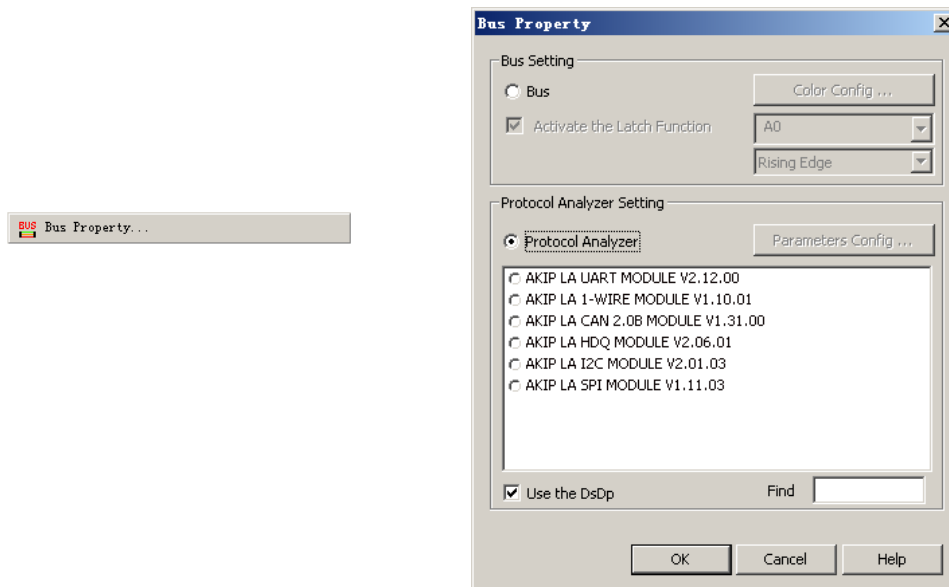 BUS Bus Property...
Bus Property
Bus Setting
Bus
Color Config ...
Activate the Latch Function
A0
Rising Edge
Protocol Analyzer Setting
Protocol Analyzer
Parameters Config ...
AKIP LA UART MODULE V2.12.00
AKIP LA 1-WIRE MODULE V1.10.01
AKIP LA CAN 2.0B MODULE V1.31.00
AKIP LA HDQ MODULE V2.06.01
AKIP LA I2C MODULE V2.01.03
AKIP LA SPI MODULE V1.11.03
Use the DsDp
Find
OK
Cancel
Help